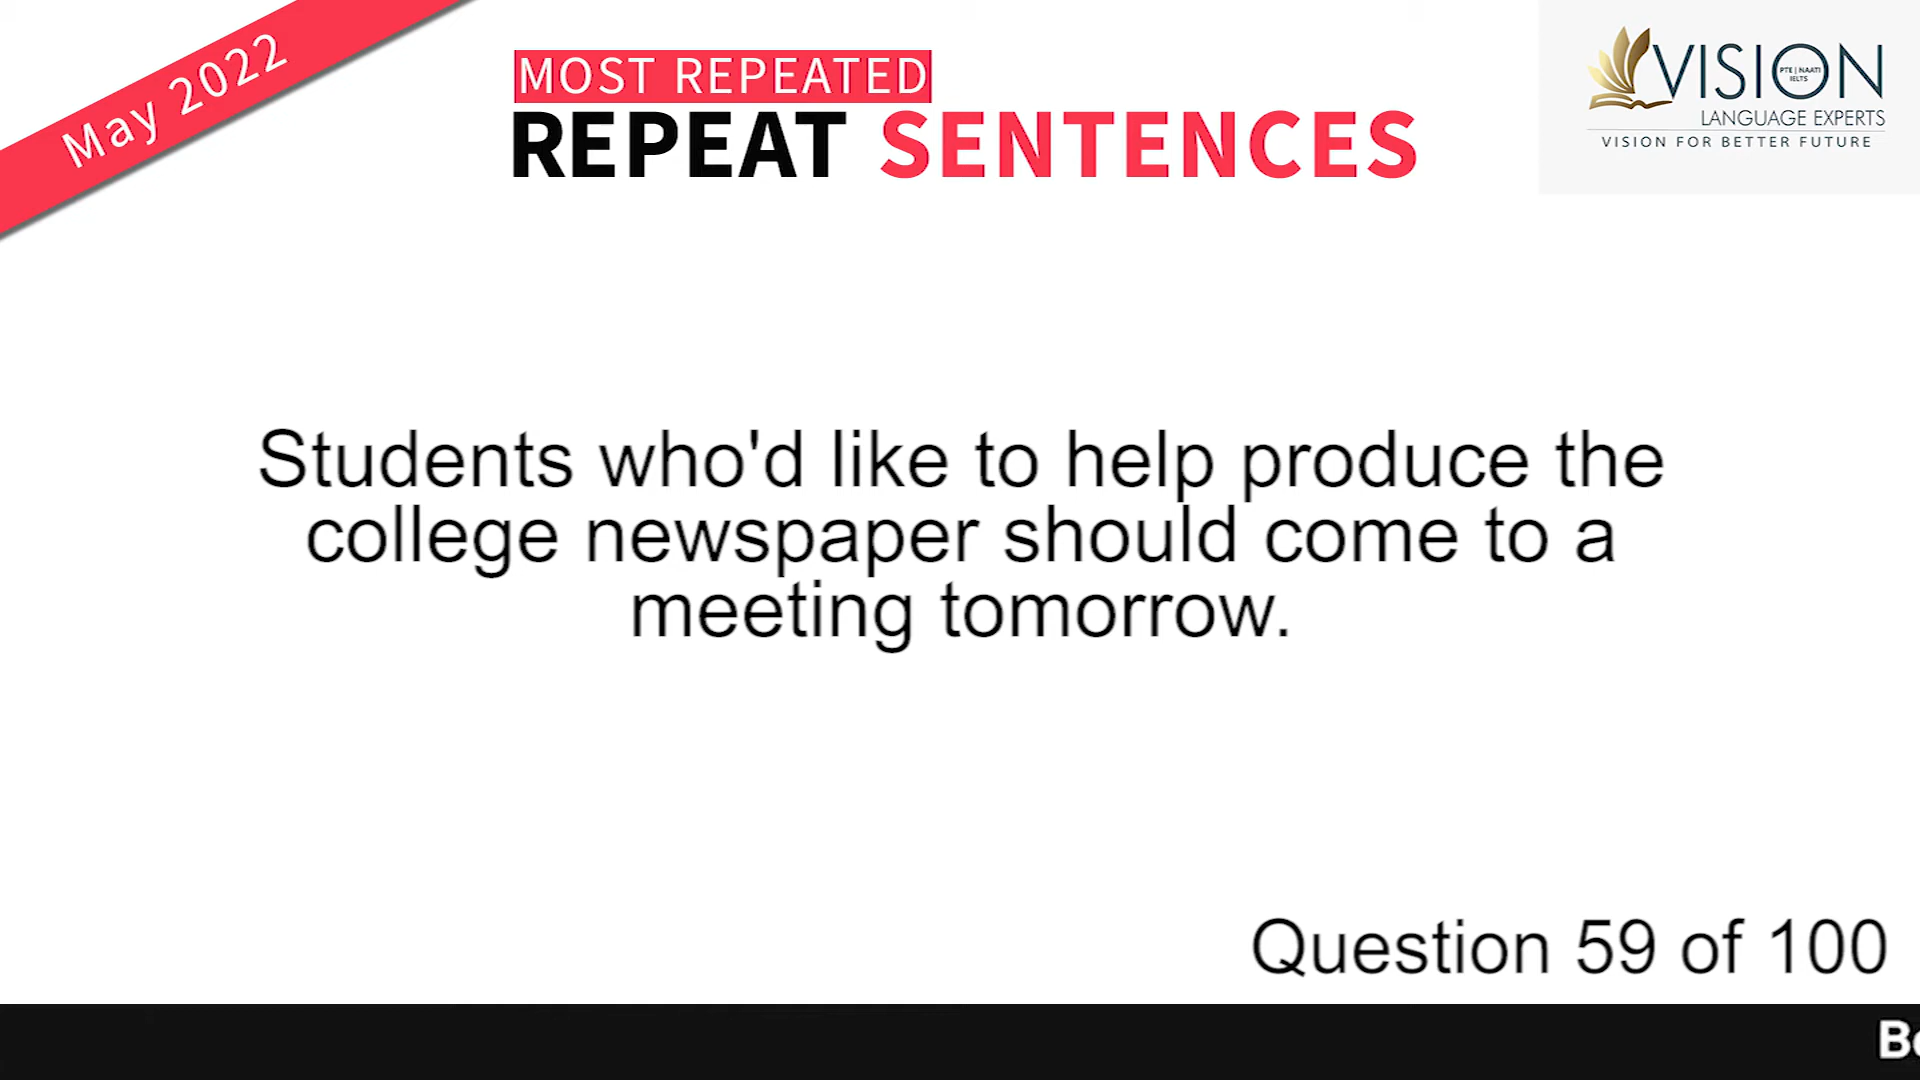 May 2022
MOST REPEATED
REPEAT SENTENCES
VISION
PTE | NAATI
IELTS
LANGUAGE EXPERTS
VISION FOR BETTER FUTURE
Students who'd like to help produce the
college newspaper should come to a
meeting tomorrow.
Question 59 of 100